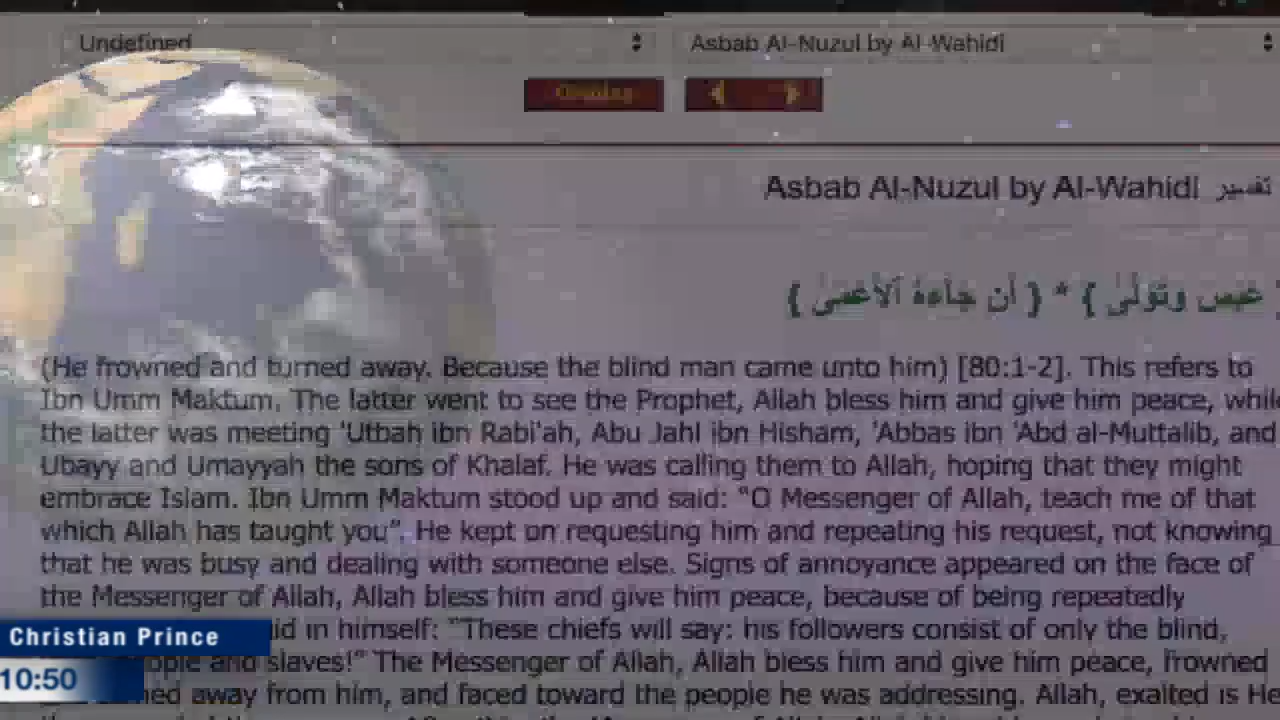 Undefined
Asbab Al-Nuzul by Al-Wahidi
Display
Asbab Al-Nuzul by Al-Wahidi تفسير
عَبَسَ وَتَوَلَّىٰ } * { أَن جَآءَهُ ٱلأَعْمَىٰ }
(He frowned and turned away. Because the blind man came unto him) [80:1-2]. This refers to
Ibn Umm Maktum. The latter went to see the Prophet, Allah bless him and give him peace, while
the latter was meeting 'Utbah ibn Rabi'ah, Abu Jahl ibn Hisham, 'Abbas ibn 'Abd al-Muttalib, and
Ubayy and Umayyah the sons of Khalaf. He was calling them to Allah, hoping that they might
embrace Islam. Ibn Umm Maktum stood up and said: "O Messenger of Allah, teach me of that
which Allah has taught you". He kept on requesting him and repeating his request, not knowing
that he was busy and dealing with someone else. Signs of annoyance appeared on the face of
the Messenger of Allah, Allah bless him and give him peace, because of being repeatedly
in himself: "These chiefs will say: his followers consist of only the blind,
Christian Prince
and slaves!" The Messenger of Allah, Allah bless him and give him peace, frowned
10:50
away from him, and faced toward the people he was addressing. Allah, exalted is He